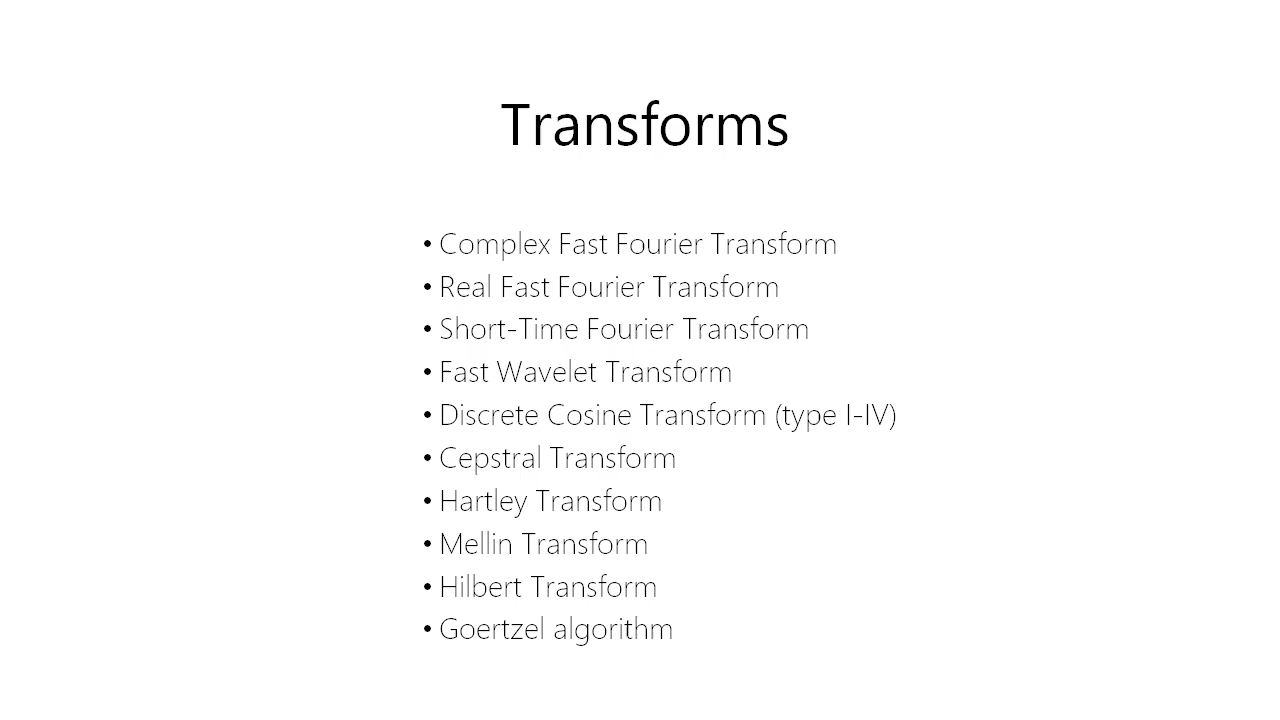 Transforms
• Complex Fast Fourier Transform
• Real Fast Fourier Transform
• Short-Time Fourier Transform
• Fast Wavelet Transform
• Discrete Cosine Transform (type I-IV)
• Cepstral Transform
• Hartley Transform
• Mellin Transform
• Hilbert Transform
• Goertzel algorithm